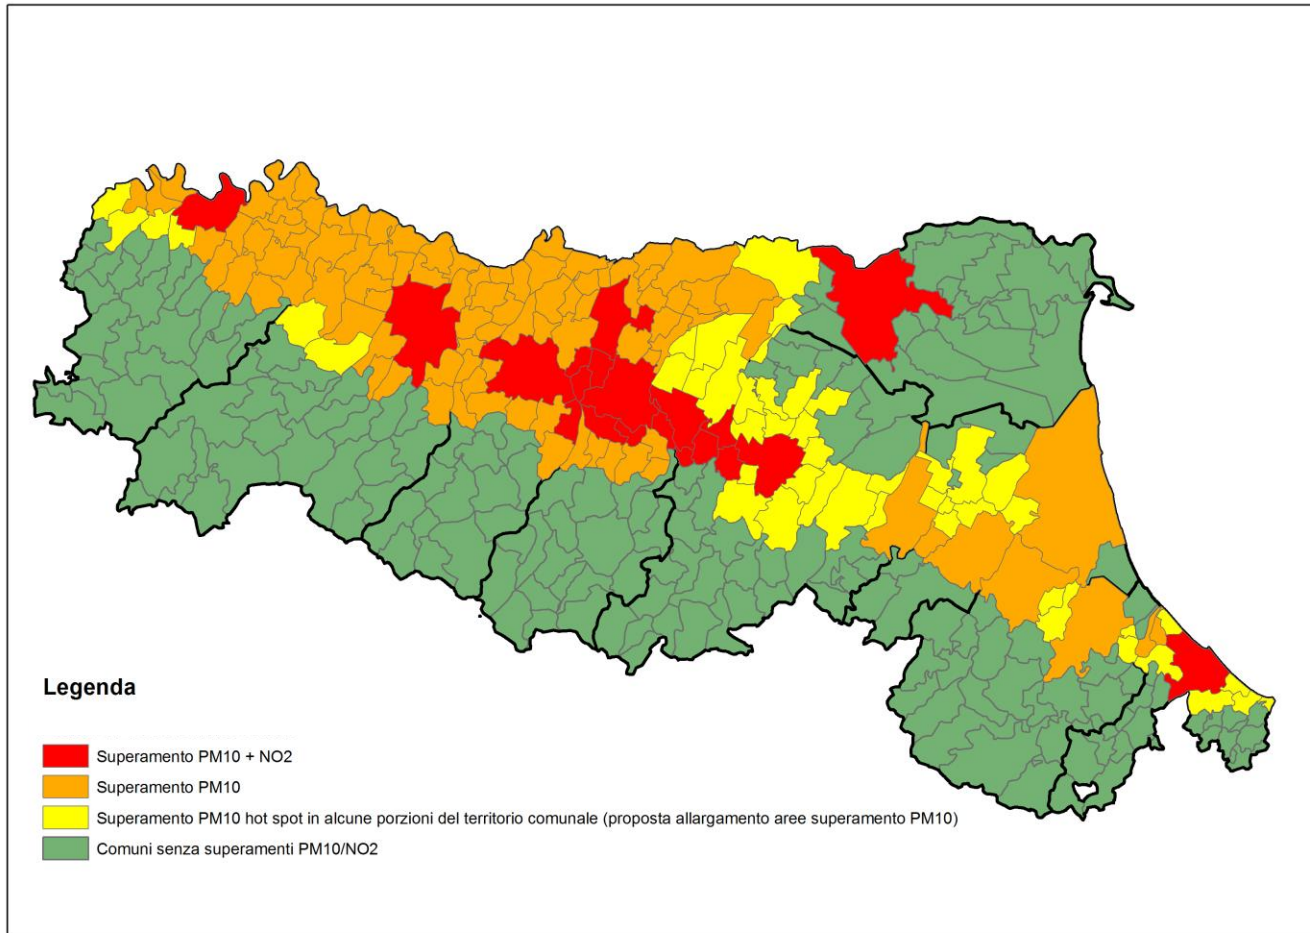 Legenda
Superamento PM10 + NO2
Superamento PM10
Superamento PM10 hot spot in alcune porzioni del territorio comunale (proposta allargamento aree superamento PM10)
Comuni senza superamenti PM10/NO2